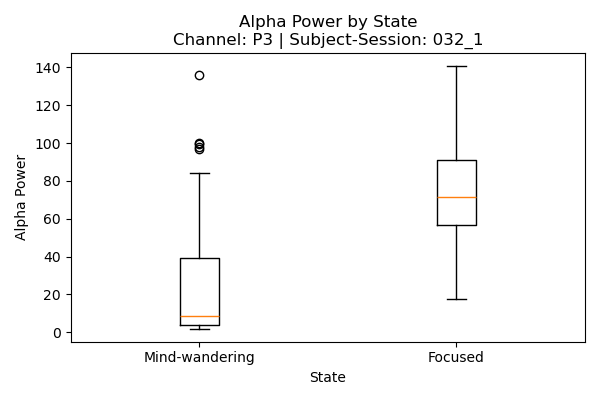 Alpha Power by State
Channel: P3 | Subject-Session: 032_1
140
120
100
80
60
40
20
0
Alpha Power
Mind-wandering
Focused
State